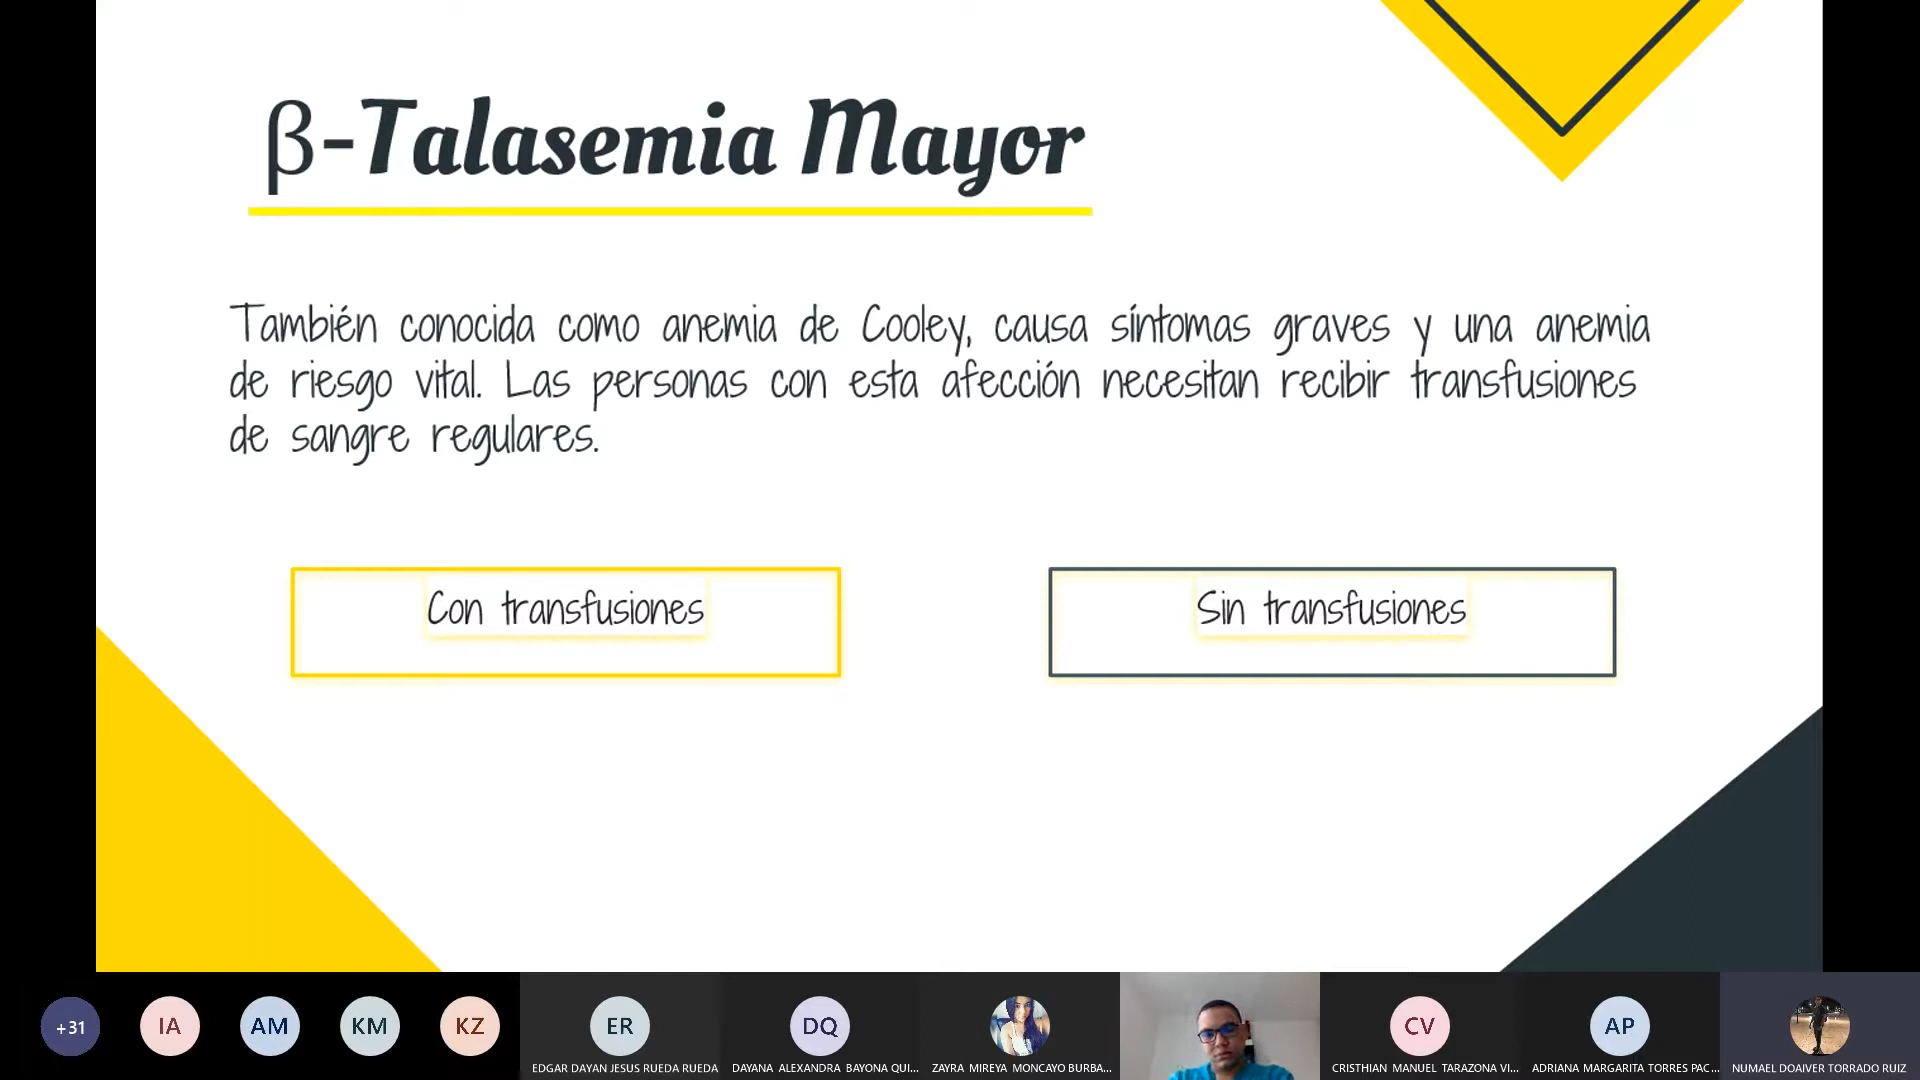 β-Talasemia Mayor
También conocida como anemia de Cooley, causa síntomas graves y una anemia
de riesgo vital. Las personas con esta afección necesitan recibir transfusiones
de sangre regulares.
Con transfusiones
Sin transfusiones
+31
IA
AM
KM
KZ
ER
DQ
CV
AP
EDGAR DAYAN JESUS RUEDA RUEDA
DAYANA ALEXANDRA BAYONA QUI...
ZAYRA MIREYA MONCAYO BURBA...
CRISTHIAN MANUEL TARAZONA VI...
ADRIANA MARGARITA TORRES PAC...
NUMAEL DOAIVER TORRADO RUIZ